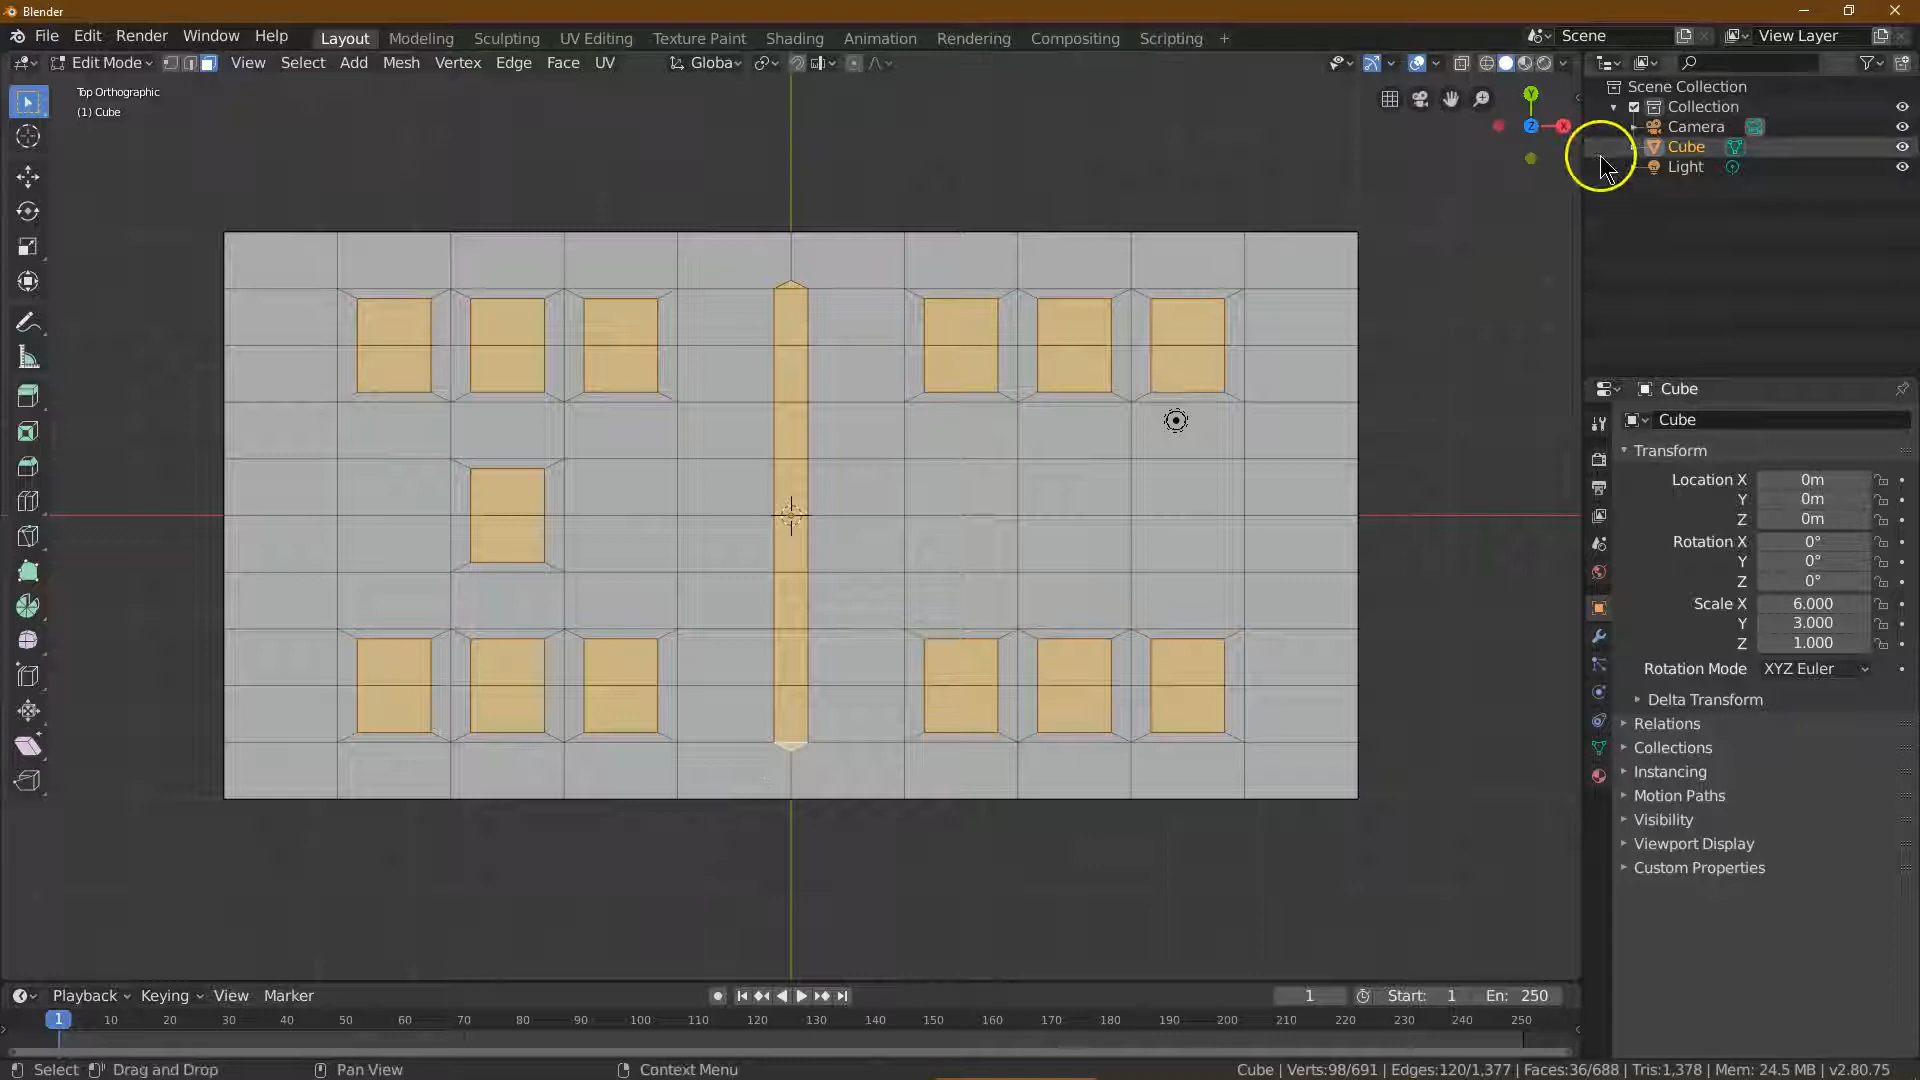 Blender
File Edit Render Window Help Layout Modeling Sculpting UV Editing Texture Paint Shading Animation Rendering Compositing Scripting + Scene View Layer
Edit Mode View Select Add Mesh Vertex Edge Face UV Globa
Top Orthographic
(1) Cube
Y
Z
X
Scene Collection
Collection
Camera
Cube
Light
Cube
Cube
Transform
Location X 0m
Y 0m
Z 0m
Rotation X 0°
Y 0°
Z 0°
Scale X 6.000
Y 3.000
Z 1.000
Rotation Mode XYZ Euler
Delta Transform
Relations
Collections
Instancing
Motion Paths
Visibility
Viewport Display
Custom Properties
Playback Keying View Marker 1 Start: 1 En: 250
1 10 20 30 40 50 60 70 80 90 100 110 120 130 140 150 160 170 180 190 200 210 220 230 240 250
Select Drag and Drop Pan View Context Menu Cube | Verts:98/691 | Edges:120/1,377 | Faces:36/688 | Tris:1,378 | Mem: 24.5 MB | v2.80.75